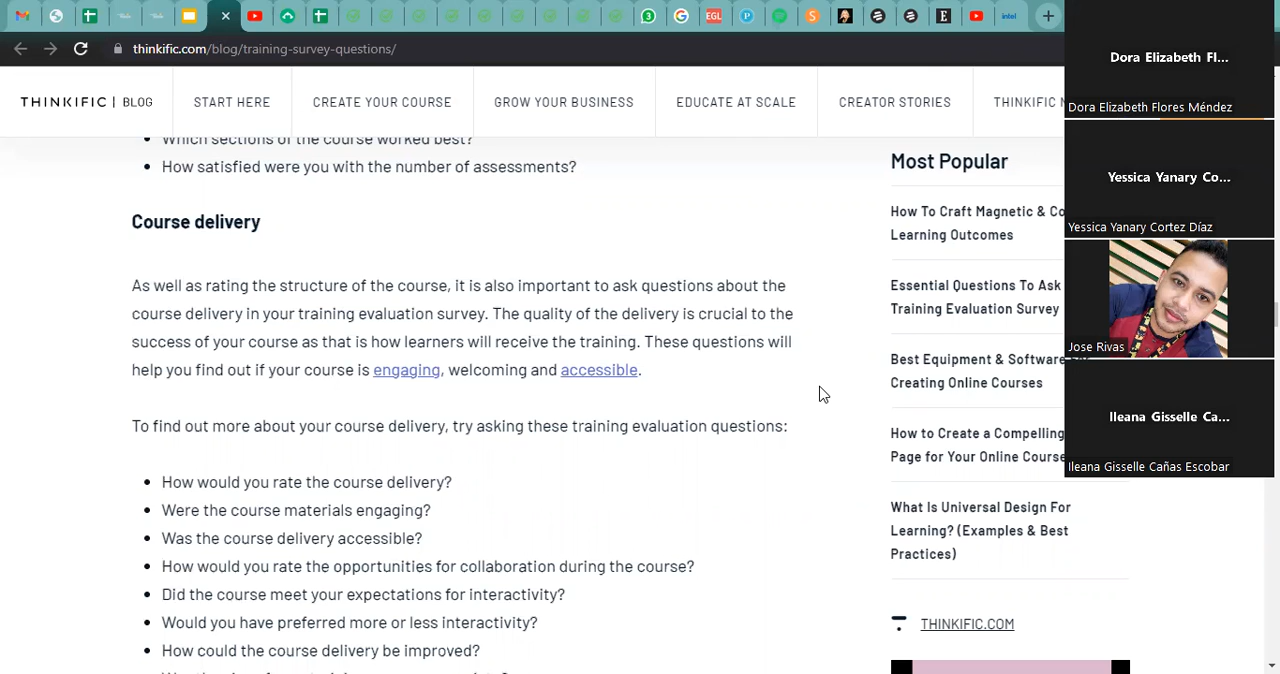 EGL
intel
thinkific.com/blog/training-survey-questions/
THINKIFIC | BLOG
START HERE
CREATE YOUR COURSE
GROW YOUR BUSINESS
EDUCATE AT SCALE
CREATOR STORIES
THINKIFIC
Which sections of the course worked best?
How satisfied were you with the number of assessments?
Course delivery
As well as rating the structure of the course, it is also important to ask questions about the
course delivery in your training evaluation survey. The quality of the delivery is crucial to the
success of your course as that is how learners will receive the training. These questions will
help you find out if your course is engaging, welcoming and accessible.
To find out more about your course delivery, try asking these training evaluation questions:
How would you rate the course delivery?
Were the course materials engaging?
Was the course delivery accessible?
How would you rate the opportunities for collaboration during the course?
Did the course meet your expectations for interactivity?
Would you have preferred more or less interactivity?
How could the course delivery be improved?
Most Popular
How To Craft Magnetic & Co
Learning Outcomes
Essential Questions To Ask
Training Evaluation Survey
Best Equipment & Software
Creating Online Courses
How to Create a Compelling
Page for Your Online Course
What Is Universal Design For
Learning? (Examples & Best
Practices)
THINKIFIC.COM
Dora Elizabeth Fl...
Dora Elizabeth Flores Méndez
Yessica Yanary Co...
Yessica Yanary Cortez Díaz
Jose Rivas
Ileana Gisselle Ca...
Ileana Gisselle Cañas Escobar